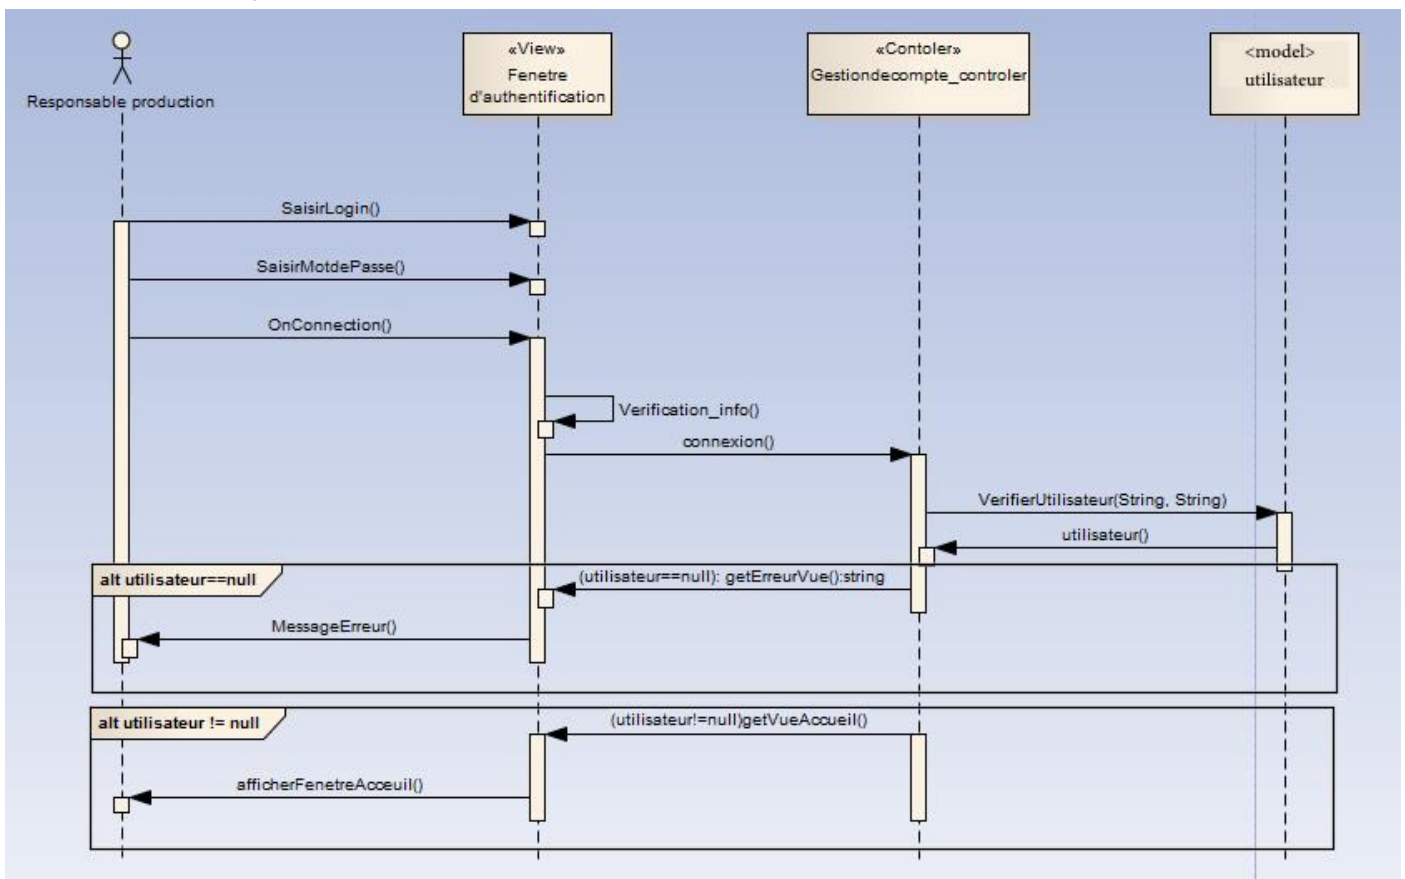 Responsable production
«View»
Fenetre
d'authentification
«Contoler»
Gestiondecompte_controler
<model>
utilisateur
SaisirLogin()
SaisirMotdePasse()
OnConnection()
Verification_info()
connexion()
VerifierUtilisateur(String, String)
utilisateur()
alt utilisateur==null
(utilisateur==null): getErreurVue():string
MessageErreur()
alt utilisateur != null
(utilisateur!=null)getVueAccueil()
afficherFenetreAcceuil()